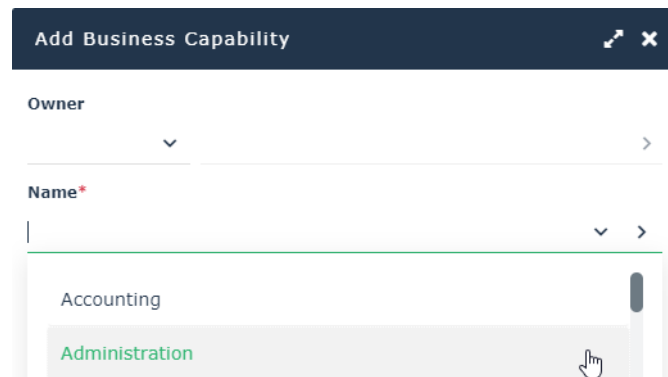 Add Business Capability
Owner
Name*
Accounting
Administration